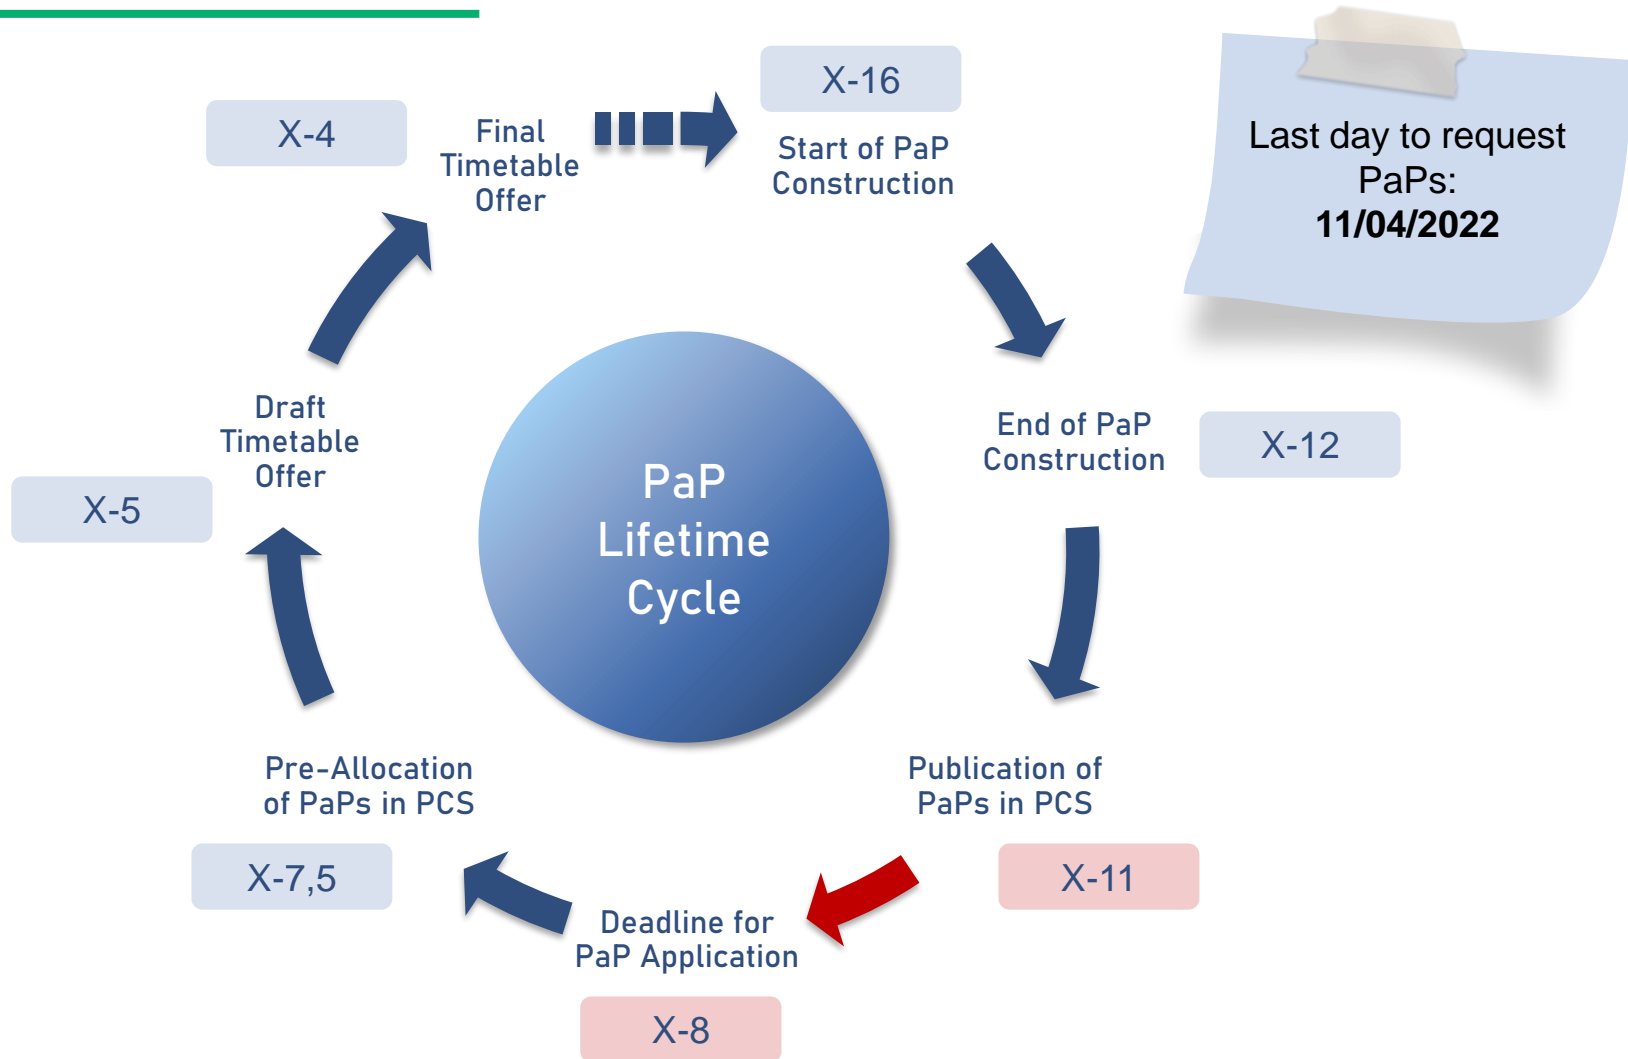 X-16
Start of PaP
Construction
Last day to request
PaPs:
11/04/2022
End of PaP
Construction
X-12
Publication of
PaPs in PCS
X-11
Deadline for
PaP Application
X-8
Pre-Allocation
of PaPs in PCS
X-7,5
Draft
Timetable
Offer
X-5
X-4
Final
Timetable
Offer
PaP
Lifetime
Cycle